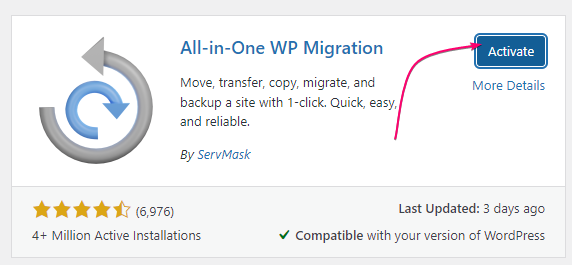 All-in-One WP Migration
Activate
More Details
Move, transfer, copy, migrate, and
backup a site with 1-click. Quick, easy,
and reliable.
By ServMask
(6,976)
Last Updated: 3 days ago
4+ Million Active Installations
Compatible with your version of WordPress